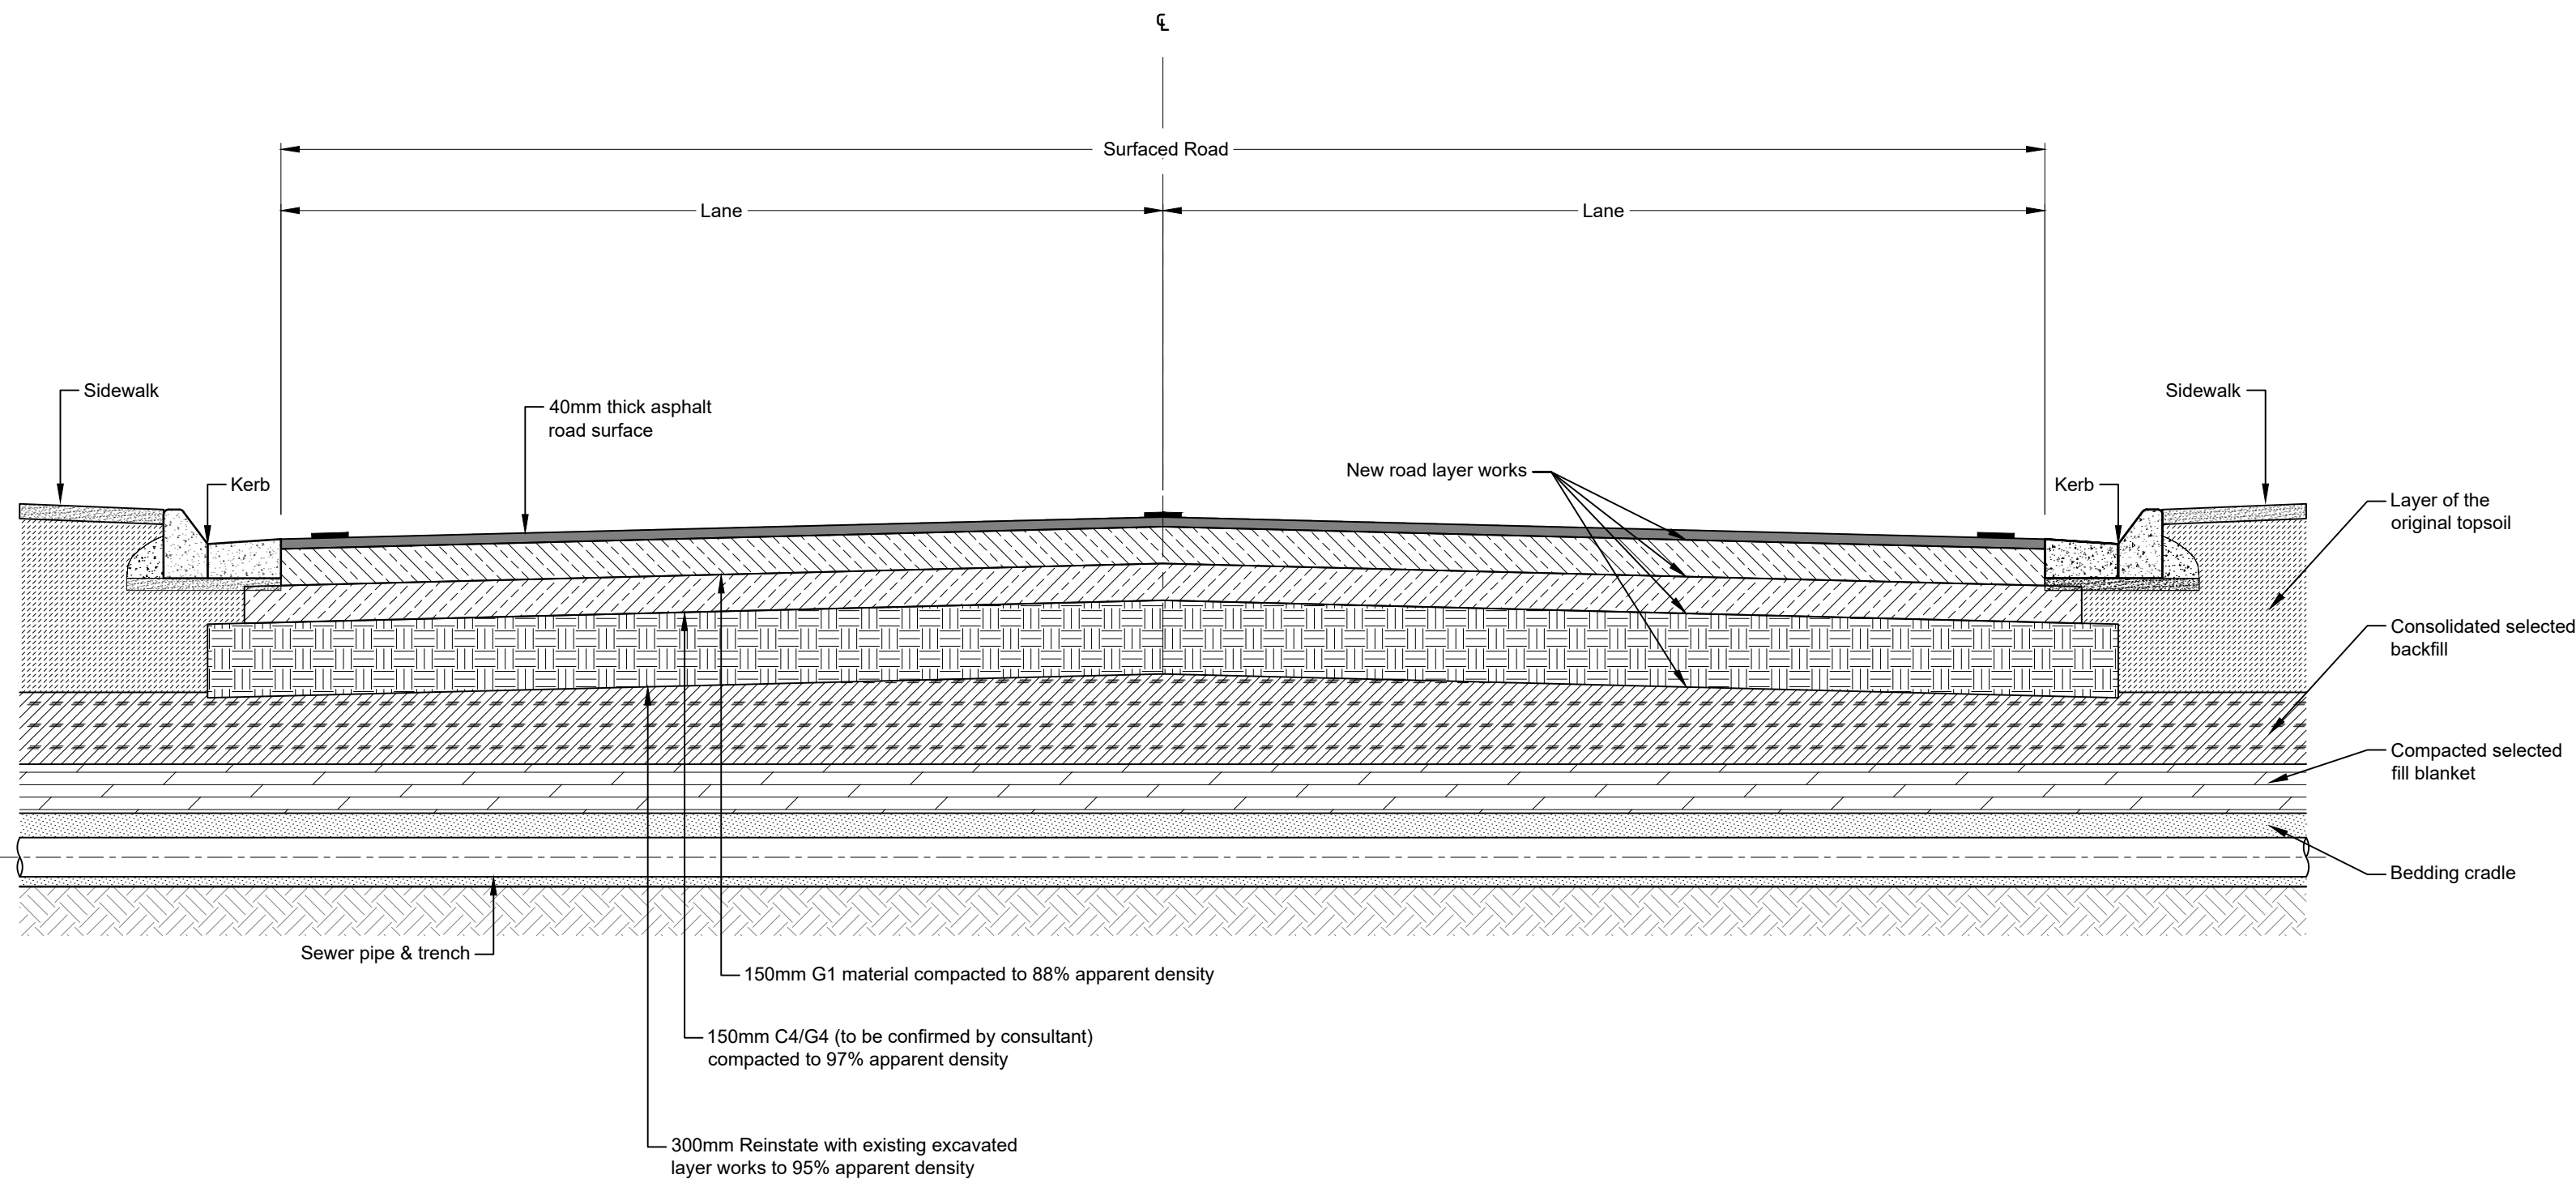 ℄
Surfaced Road
Lane
Lane
Sidewalk
Sidewalk
40mm thick asphalt
road surface
New road layer works
Kerb
Kerb
Layer of the
original topsoil
Consolidated selected
backfill
Compacted selected
fill blanket
Bedding cradle
Sewer pipe & trench
150mm G1 material compacted to 88% apparent density
150mm C4/G4 (to be confirmed by consultant)
compacted to 97% apparent density
300mm Reinstate with existing excavated
layer works to 95% apparent density